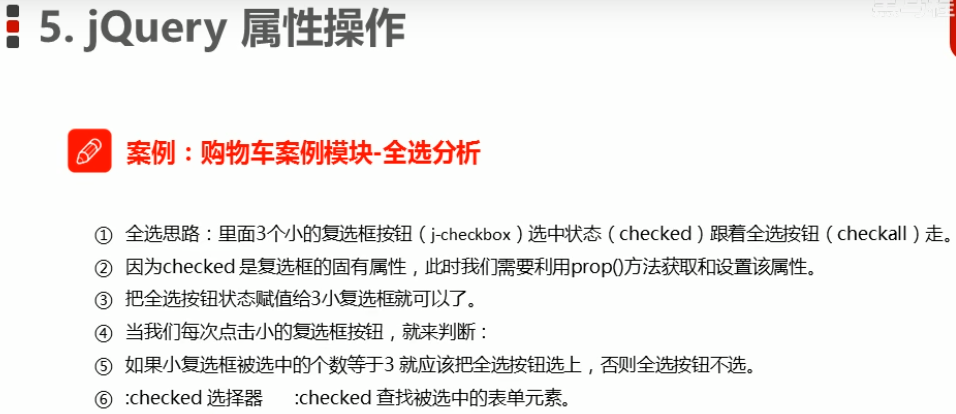 5. jQuery 属性操作
案例：购物车案例模块-全选分析
① 全选思路：里面3个小的复选框按钮（j-checkbox）选中状态（checked）跟着全选按钮（checkall）走。
② 因为checked 是复选框的固有属性，此时我们需要利用prop()方法获取和设置该属性。
③ 把全选按钮状态赋值给3小复选框就可以了。
④ 当我们每次点击小的复选框按钮，就来判断：
⑤ 如果小复选框被选中的个数等于3 就应该把全选按钮选上，否则全选按钮不选。
⑥ :checked 选择器 :checked 查找被选中的表单元素。